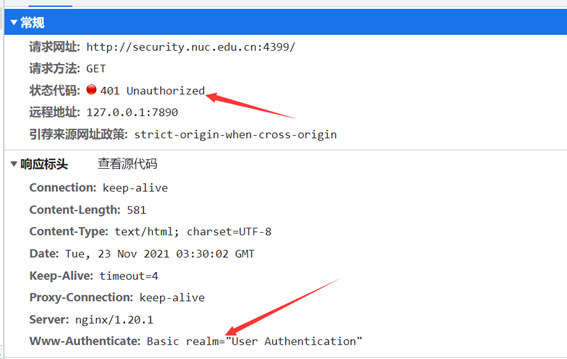 常规
请求网址: http://security.nuc.edu.cn:4399/
请求方法: GET
状态代码: 401 Unauthorized
远程地址: 127.0.0.1:7890
引荐来源网址政策: strict-origin-when-cross-origin
响应标头 查看源代码
Connection: keep-alive
Content-Length: 581
Content-Type: text/html; charset=UTF-8
Date: Tue, 23 Nov 2021 03:30:02 GMT
Keep-Alive: timeout=4
Proxy-Connection: keep-alive
Server: nginx/1.20.1
Www-Authenticate: Basic realm="User Authentication"